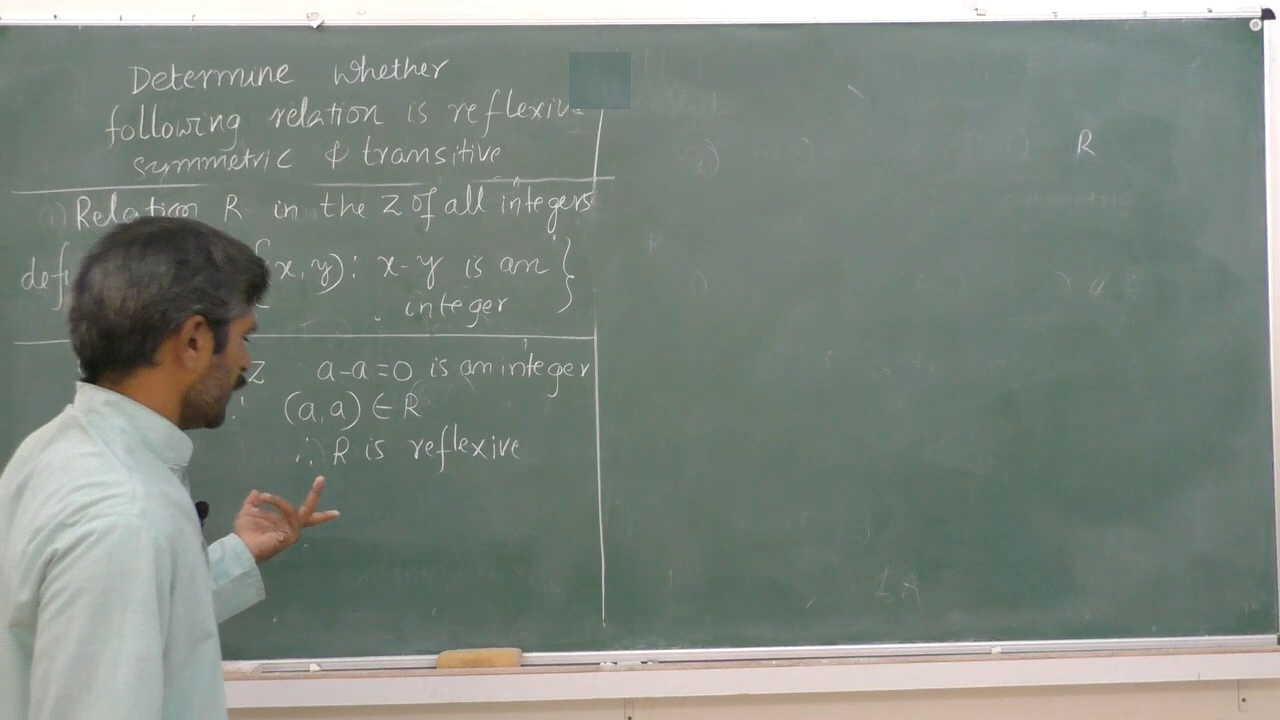 Determine whether
following relation is reflexive
symmetric & transitive
Relation R in the Z of all integers
x,y): x-y is an }
integer
Z a-a=0 is an integer
(a,a) ∈ R
∴ R is reflexive
R